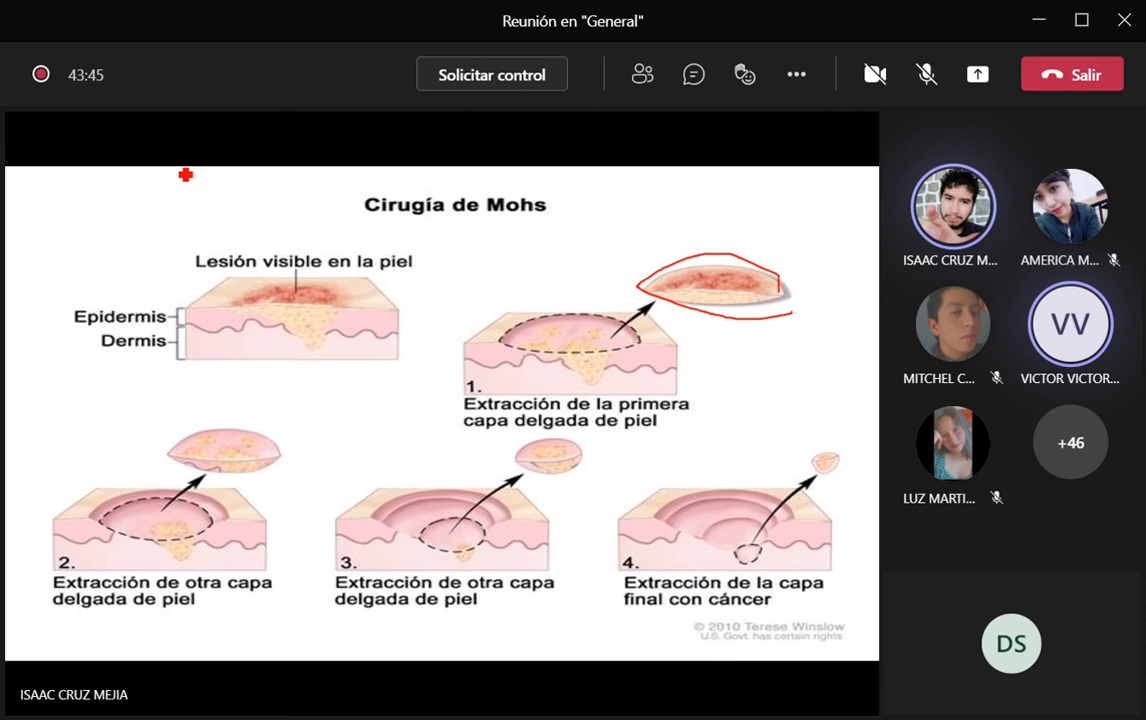 Reunión en "General"
43:45
Solicitar control
Salir
Cirugía de Mohs
Lesión visible en la piel
Epidermis
Dermis
1.
Extracción de la primera
capa delgada de piel
2.
Extracción de otra capa
delgada de piel
3.
Extracción de otra capa
delgada de piel
4.
Extracción de la capa
final con cáncer
© 2010 Terese Winslow
U.S. Govt. has certain rights
ISAAC CRUZ M...
AMERICA M...
MITCHEL C...
VV
VICTOR VICTOR...
LUZ MARTI...
+46
DS
ISAAC CRUZ MEJIA